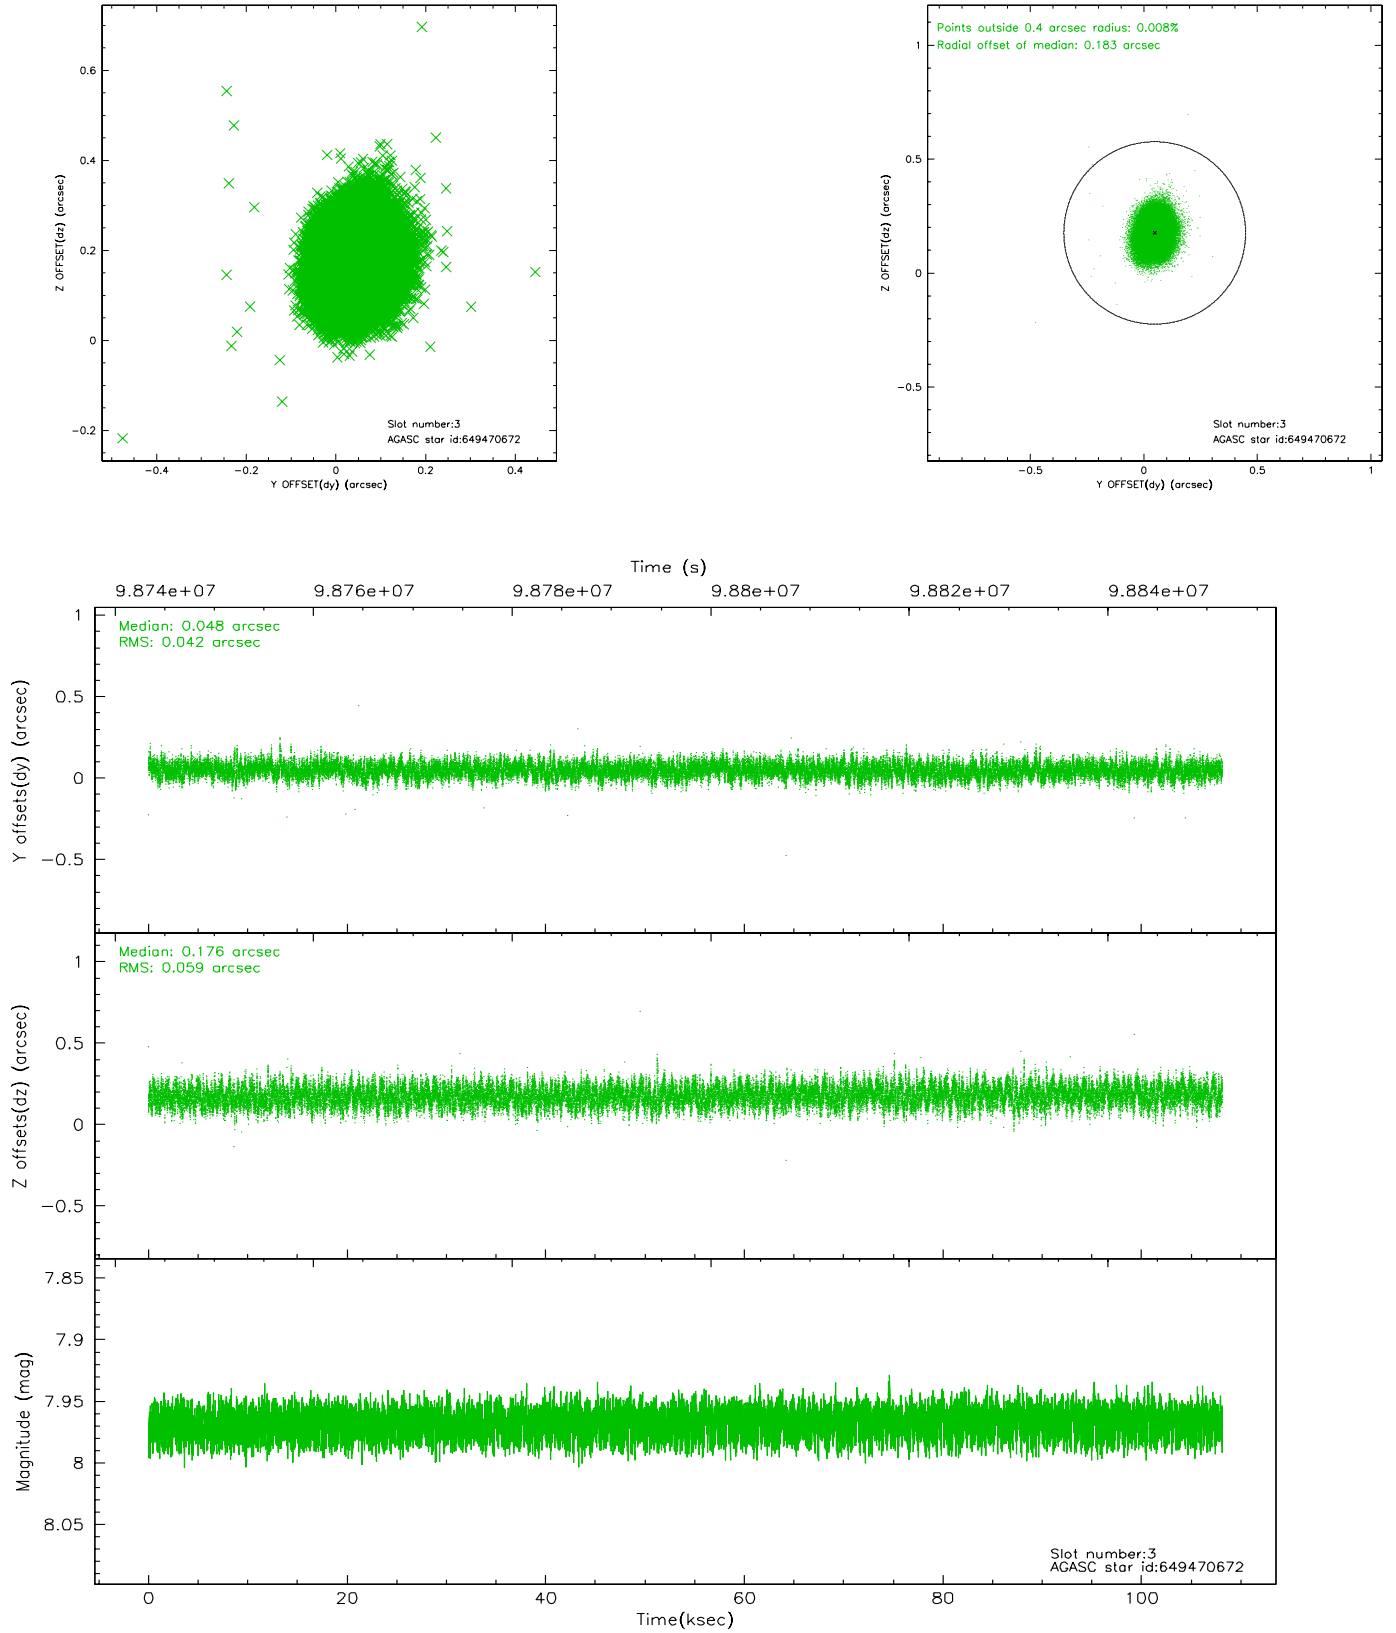 0.6
0.4
0.2
0
−0.2
Z OFFSET(dz) (arcsec)
Slot number:3
AGASC star id:649470672
−0.4 −0.2 0 0.2 0.4
Y OFFSET(dy) (arcsec)
Points outside 0.4 arcsec radius: 0.008%
Radial offset of median: 0.183 arcsec
1
0.5
0
−0.5
Z OFFSET(dz) (arcsec)
Slot number:3
AGASC star id:649470672
−0.5 0 0.5 1
Y OFFSET(dy) (arcsec)
Time (s)
9.874e+07 9.876e+07 9.878e+07 9.88e+07 9.882e+07 9.884e+07
Median: 0.048 arcsec
RMS: 0.042 arcsec
1
0.5
0
−0.5
Y offsets(dy) (arcsec)
Median: 0.176 arcsec
RMS: 0.059 arcsec
1
0.5
0
−0.5
Z offsets(dz) (arcsec)
7.85
7.9
7.95
8
8.05
Magnitude (mag)
Slot number:3
AGASC star id:649470672
0 20 40 60 80 100
Time(ksec)